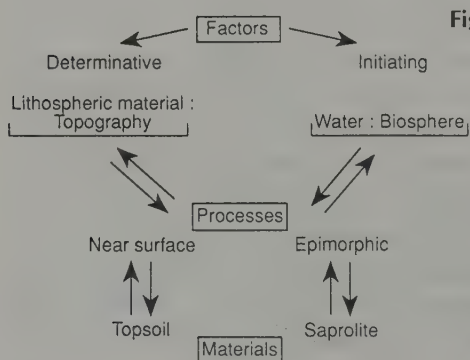 Factors
Fig
Determinative Initiating
Lithospheric material :
Topography
Water : Biosphere
Processes
Near surface Epimorphic
Topsoil Saprolite
Materials